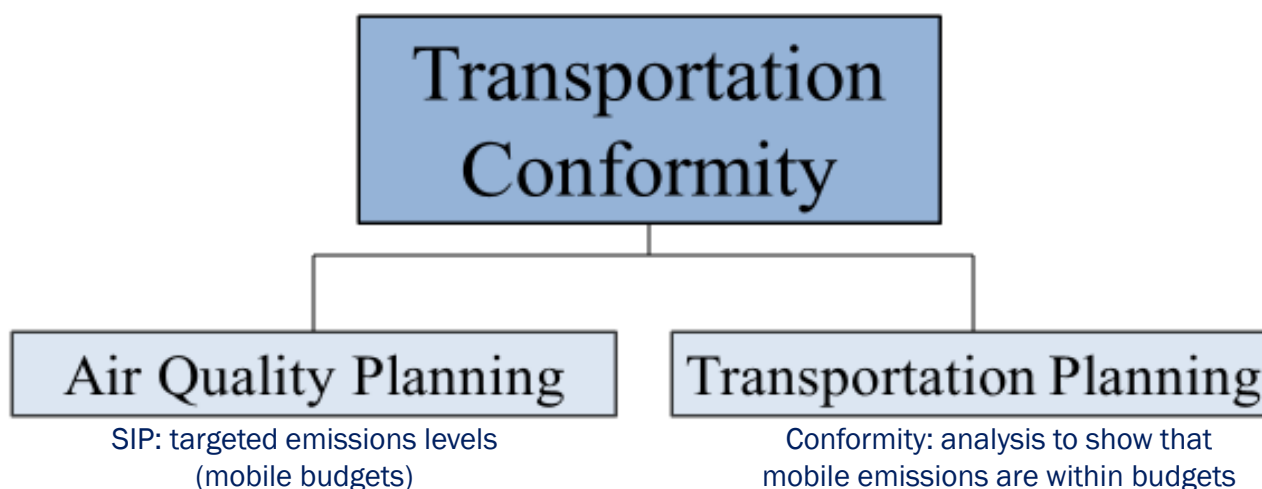 Transportation
Conformity
Air Quality Planning
SIP: targeted emissions levels
(mobile budgets)
Transportation Planning
Conformity: analysis to show that
mobile emissions are within budgets